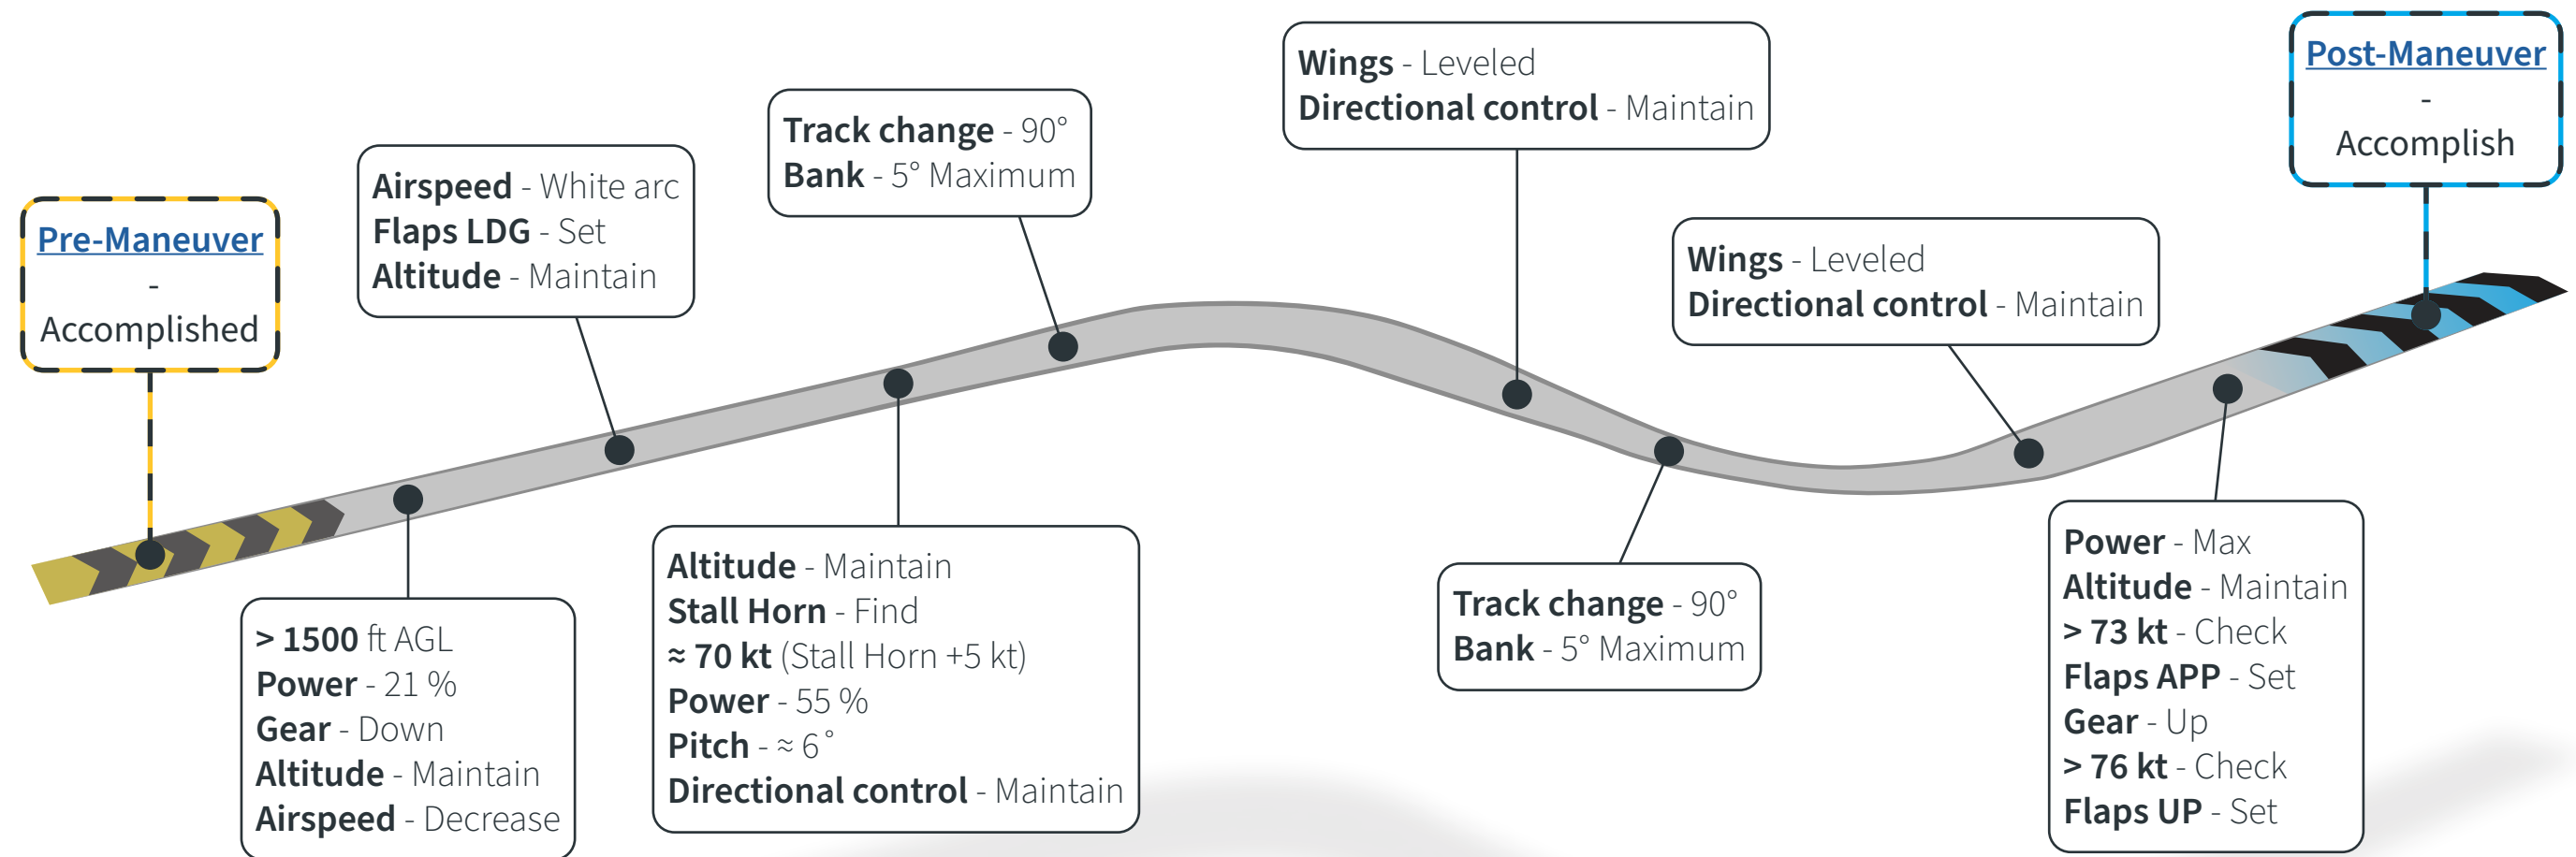 Pre-Maneuver
-
Accomplished
> 1500 ft AGL
Power - 21 %
Gear - Down
Altitude - Maintain
Airspeed - Decrease
Airspeed - White arc
Flaps LDG - Set
Altitude - Maintain
Altitude - Maintain
Stall Horn - Find
≈ 70 kt (Stall Horn +5 kt)
Power - 55 %
Pitch - ≈ 6°
Directional control - Maintain
Track change - 90°
Bank - 5° Maximum
Wings - Leveled
Directional control - Maintain
Track change - 90°
Bank - 5° Maximum
Wings - Leveled
Directional control - Maintain
Power - Max
Altitude - Maintain
> 73 kt - Check
Flaps APP - Set
Gear - Up
> 76 kt - Check
Flaps UP - Set
Post-Maneuver
-
Accomplish